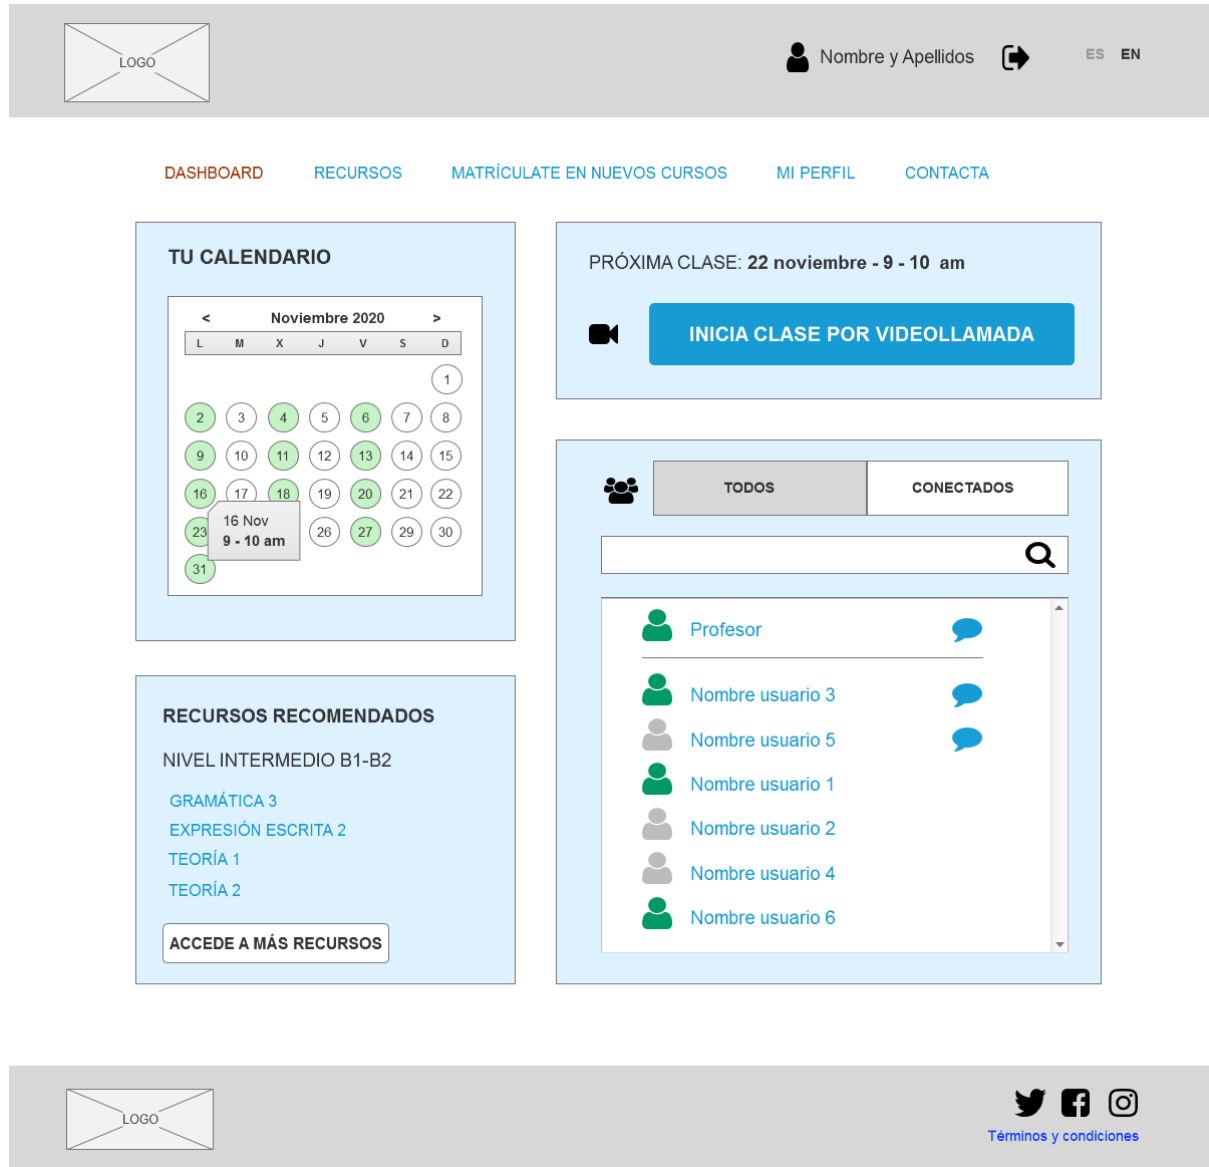 LOGO
Nombre y Apellidos
ES EN
DASHBOARD RECURSOS MATRÍCULATE EN NUEVOS CURSOS MI PERFIL CONTACTA
TU CALENDARIO
< Noviembre 2020 >
L M X J V S D
1
2 3 4 5 6 7 8
9 10 11 12 13 14 15
16 17 18 19 20 21 22
23 26 27 29 30
31
16 Nov
9 - 10 am
RECURSOS RECOMENDADOS
NIVEL INTERMEDIO B1-B2
GRAMÁTICA 3
EXPRESIÓN ESCRITA 2
TEORÍA 1
TEORÍA 2
ACCEDE A MÁS RECURSOS
PRÓXIMA CLASE: 22 noviembre - 9 - 10 am
INICIA CLASE POR VIDEOLLAMADA
TODOS CONECTADOS
Profesor
Nombre usuario 3
Nombre usuario 5
Nombre usuario 1
Nombre usuario 2
Nombre usuario 4
Nombre usuario 6
LOGO
Términos y condiciones